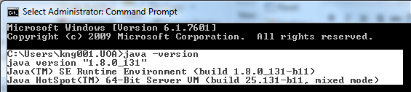 Select Administrator: Command Prompt
Microsoft Windows [Version 6.1.7601]
Copyright (c) 2009 Microsoft Corporation.  All rights reserved.
C:\Users\kng001.UOA>java -version
java version "1.8.0_131"
Java(TM) SE Runtime Environment (build 1.8.0_131-b11)
Java HotSpot(TM) 64-Bit Server VM (build 25.131-b11, mixed mode)